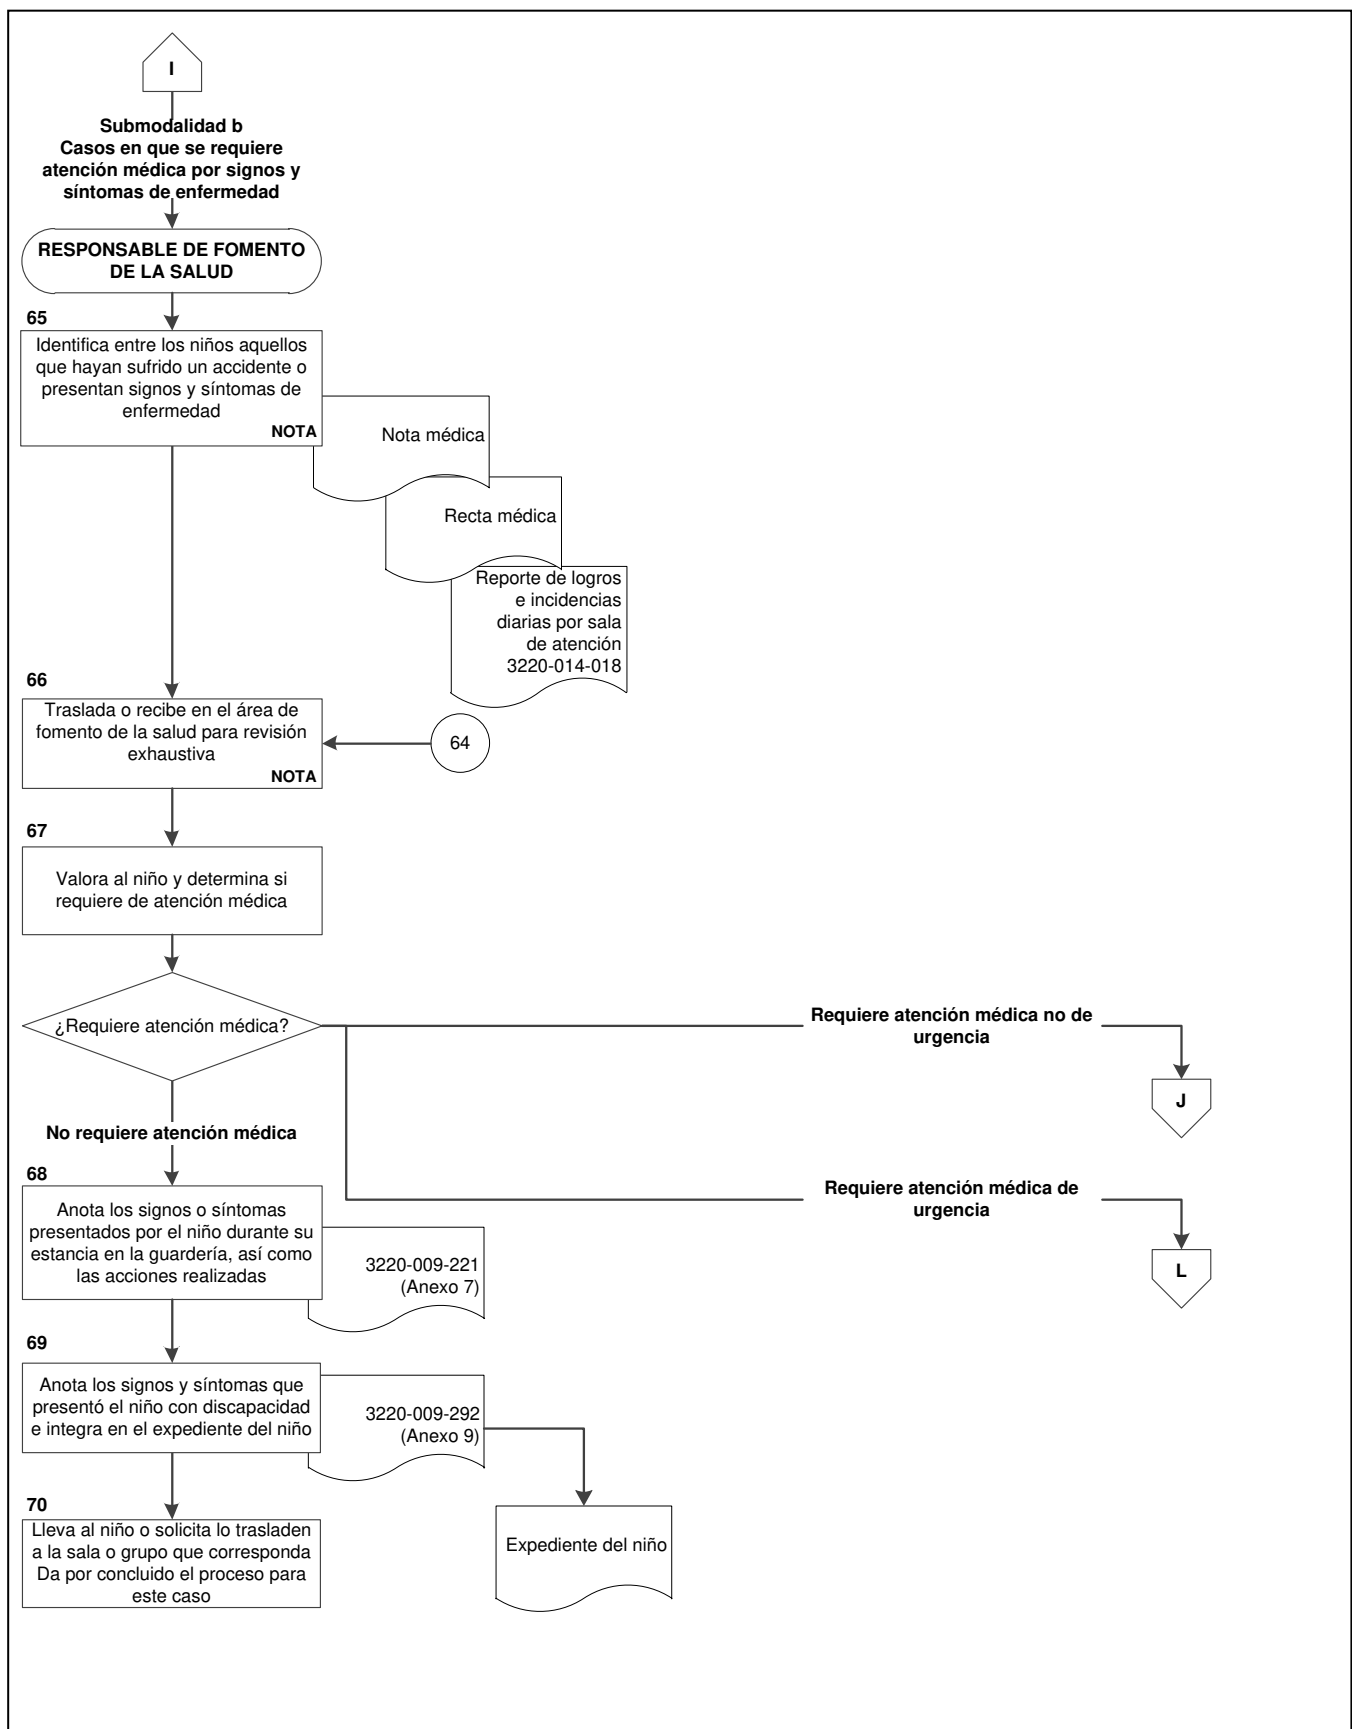 I
Submodalidad b
Casos en que se requiere
atención médica por signos y
síntomas de enfermedad
RESPONSABLE DE FOMENTO
DE LA SALUD
65
Identifica entre los niños aquellos
que hayan sufrido un accidente o
presentan signos y síntomas de
enfermedad
NOTA
Nota médica
Recta médica
Reporte de logros
e incidencias
diarias por sala
de atención
3220-014-018
66
Traslada o recibe en el área de
fomento de la salud para revisión
exhaustiva
NOTA
64
67
Valora al niño y determina si
requiere de atención médica
¿Requiere atención médica?
Requiere atención médica no de
urgencia
J
No requiere atención médica
Requiere atención médica de
urgencia
L
68
Anota los signos o síntomas
presentados por el niño durante su
estancia en la guardería, así como
las acciones realizadas
3220-009-221
(Anexo 7)
69
Anota los signos y síntomas que
presentó el niño con discapacidad
e integra en el expediente del niño
3220-009-292
(Anexo 9)
Expediente del niño
70
Lleva al niño o solicita lo trasladen
a la sala o grupo que corresponda
Da por concluido el proceso para
este caso